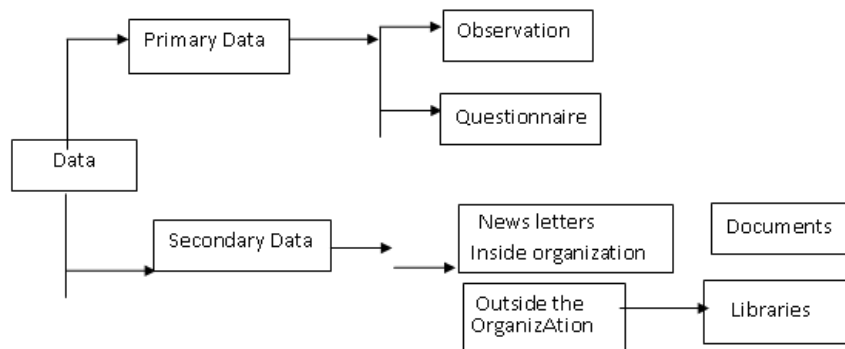 Primary Data
Observation
Questionnaire
Data
Secondary Data
News letters
Inside organization
Documents
Outside the
OrganizAtion
Libraries